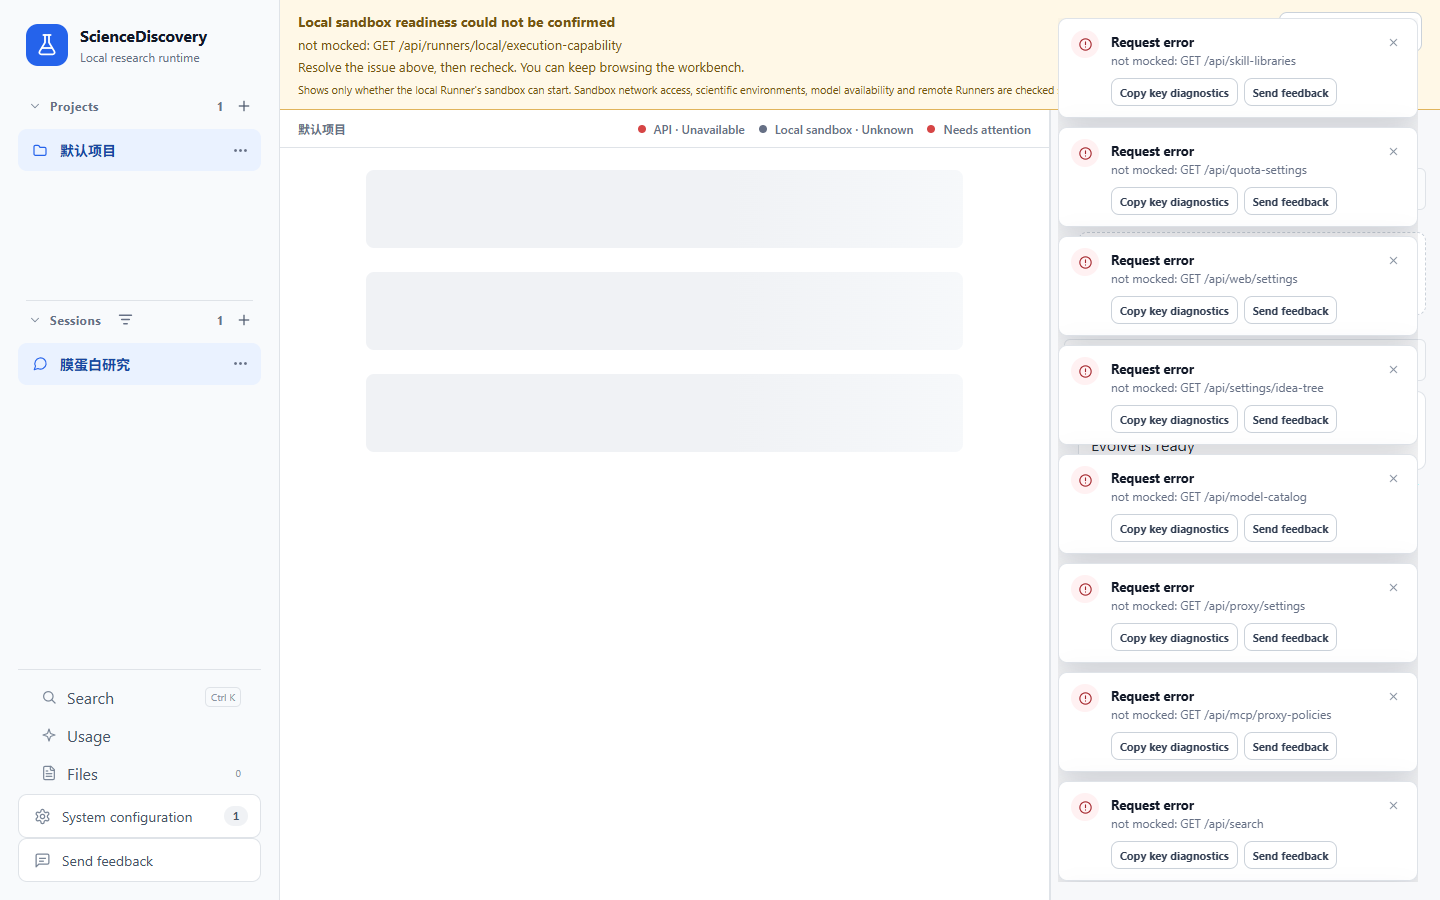 ScienceDiscovery
Local research runtime
Projects 1
默认项目
Sessions 1
膜蛋白研究
Search Ctrl K
Usage
Files 0
System configuration 1
Send feedback
Local sandbox readiness could not be confirmed
not mocked: GET /api/runners/local/execution-capability
Resolve the issue above, then recheck. You can keep browsing the workbench.
Shows only whether the local Runner's sandbox can start. Sandbox network access, scientific environments, model availability and remote Runners are checked
默认项目
API · Unavailable
Local sandbox · Unknown
Needs attention
Request error
not mocked: GET /api/skill-libraries
Copy key diagnostics Send feedback
Request error
not mocked: GET /api/quota-settings
Copy key diagnostics Send feedback
Request error
not mocked: GET /api/web/settings
Copy key diagnostics Send feedback
Request error
not mocked: GET /api/settings/idea-tree
Copy key diagnostics Send feedback
Evolve is ready
Request error
not mocked: GET /api/model-catalog
Copy key diagnostics Send feedback
Request error
not mocked: GET /api/proxy/settings
Copy key diagnostics Send feedback
Request error
not mocked: GET /api/mcp/proxy-policies
Copy key diagnostics Send feedback
Request error
not mocked: GET /api/search
Copy key diagnostics Send feedback